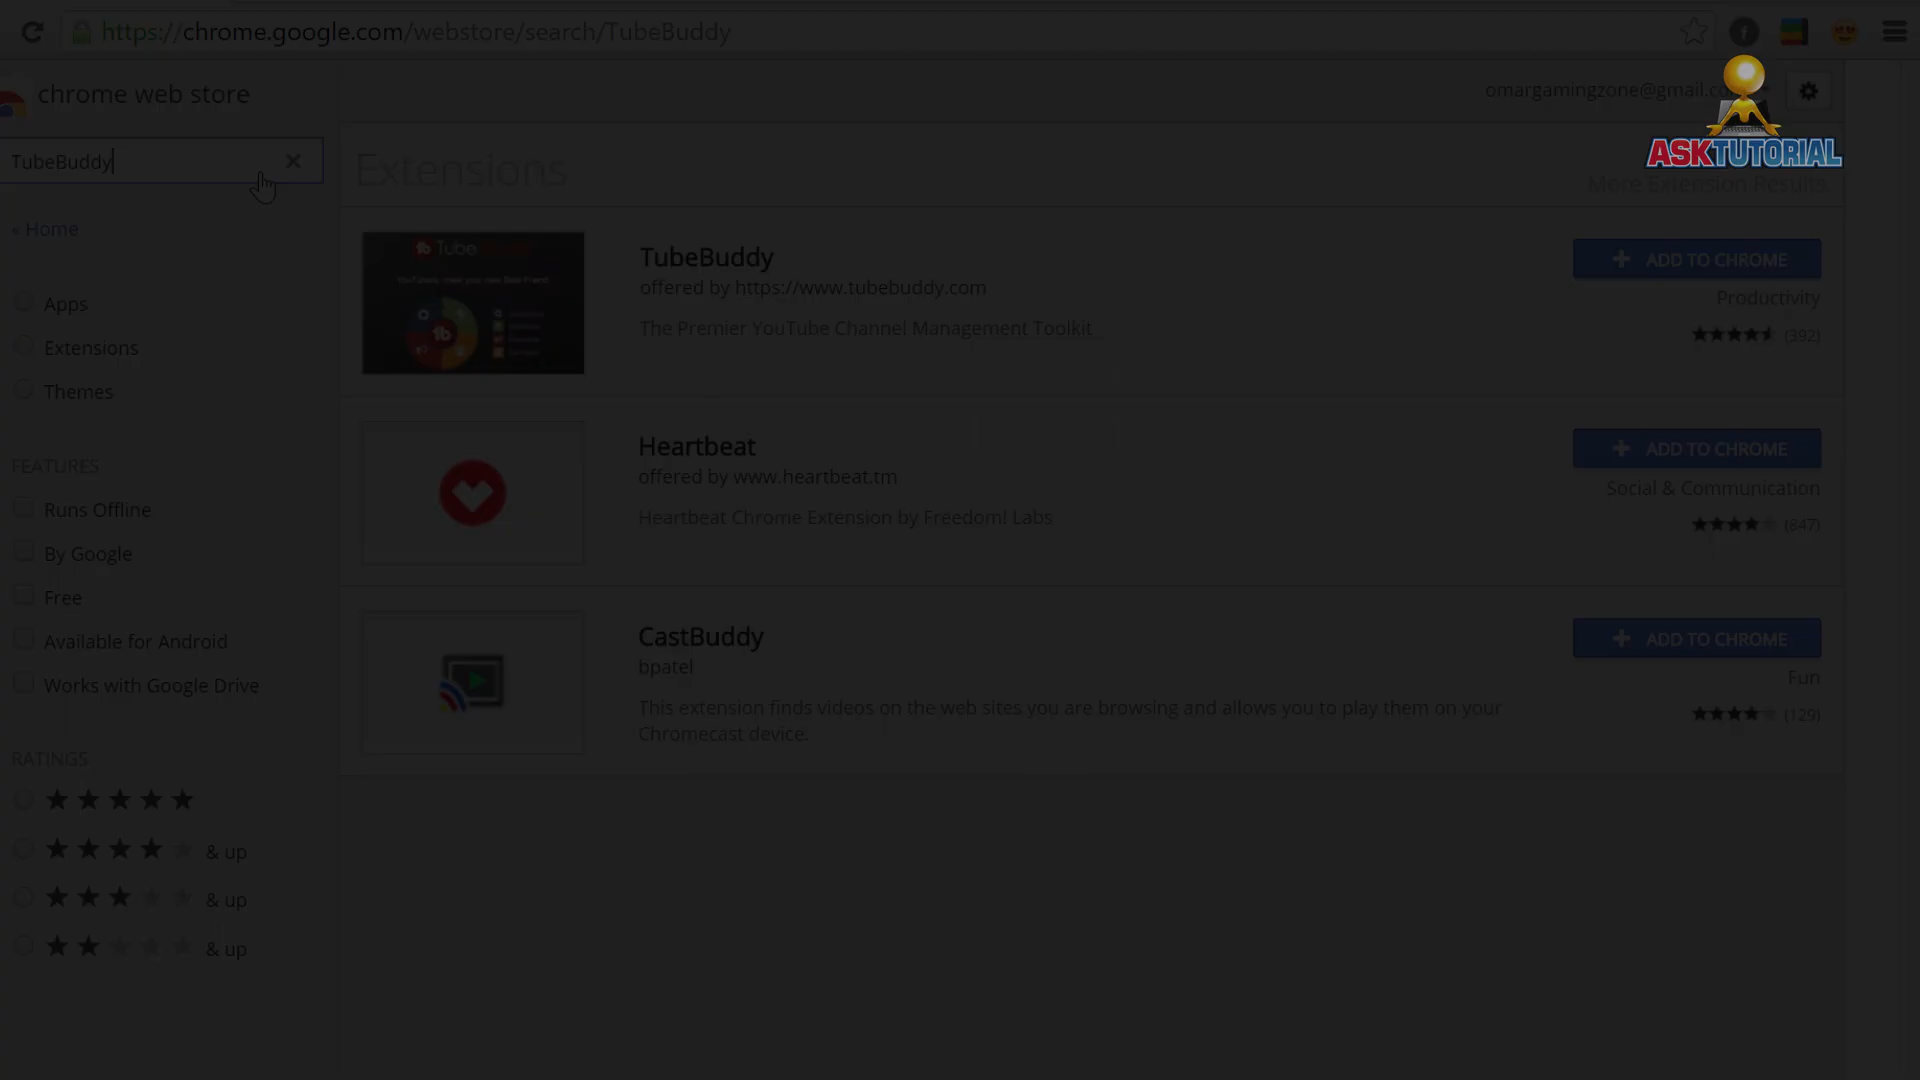 https://chrome.google.com/webstore/search/TubeBuddy
chrome web store
omargamingzone@gmail.co
ASKTUTORIAL
TubeBuddy
Extensions
More Extension Results
« Home
Apps
Extensions
Themes
FEATURES
Runs Offline
By Google
Free
Available for Android
Works with Google Drive
RATINGS
& up
& up
& up
Tube
TubeBuddy
offered by https://www.tubebuddy.com
The Premier YouTube Channel Management Toolkit
ADD TO CHROME
Productivity
(392)
Heartbeat
offered by www.heartbeat.tm
Heartbeat Chrome Extension by Freedom! Labs
ADD TO CHROME
Social & Communication
(847)
CastBuddy
bpatel
This extension finds videos on the web sites you are browsing and allows you to play them on your
Chromecast device.
ADD TO CHROME
Fun
(129)